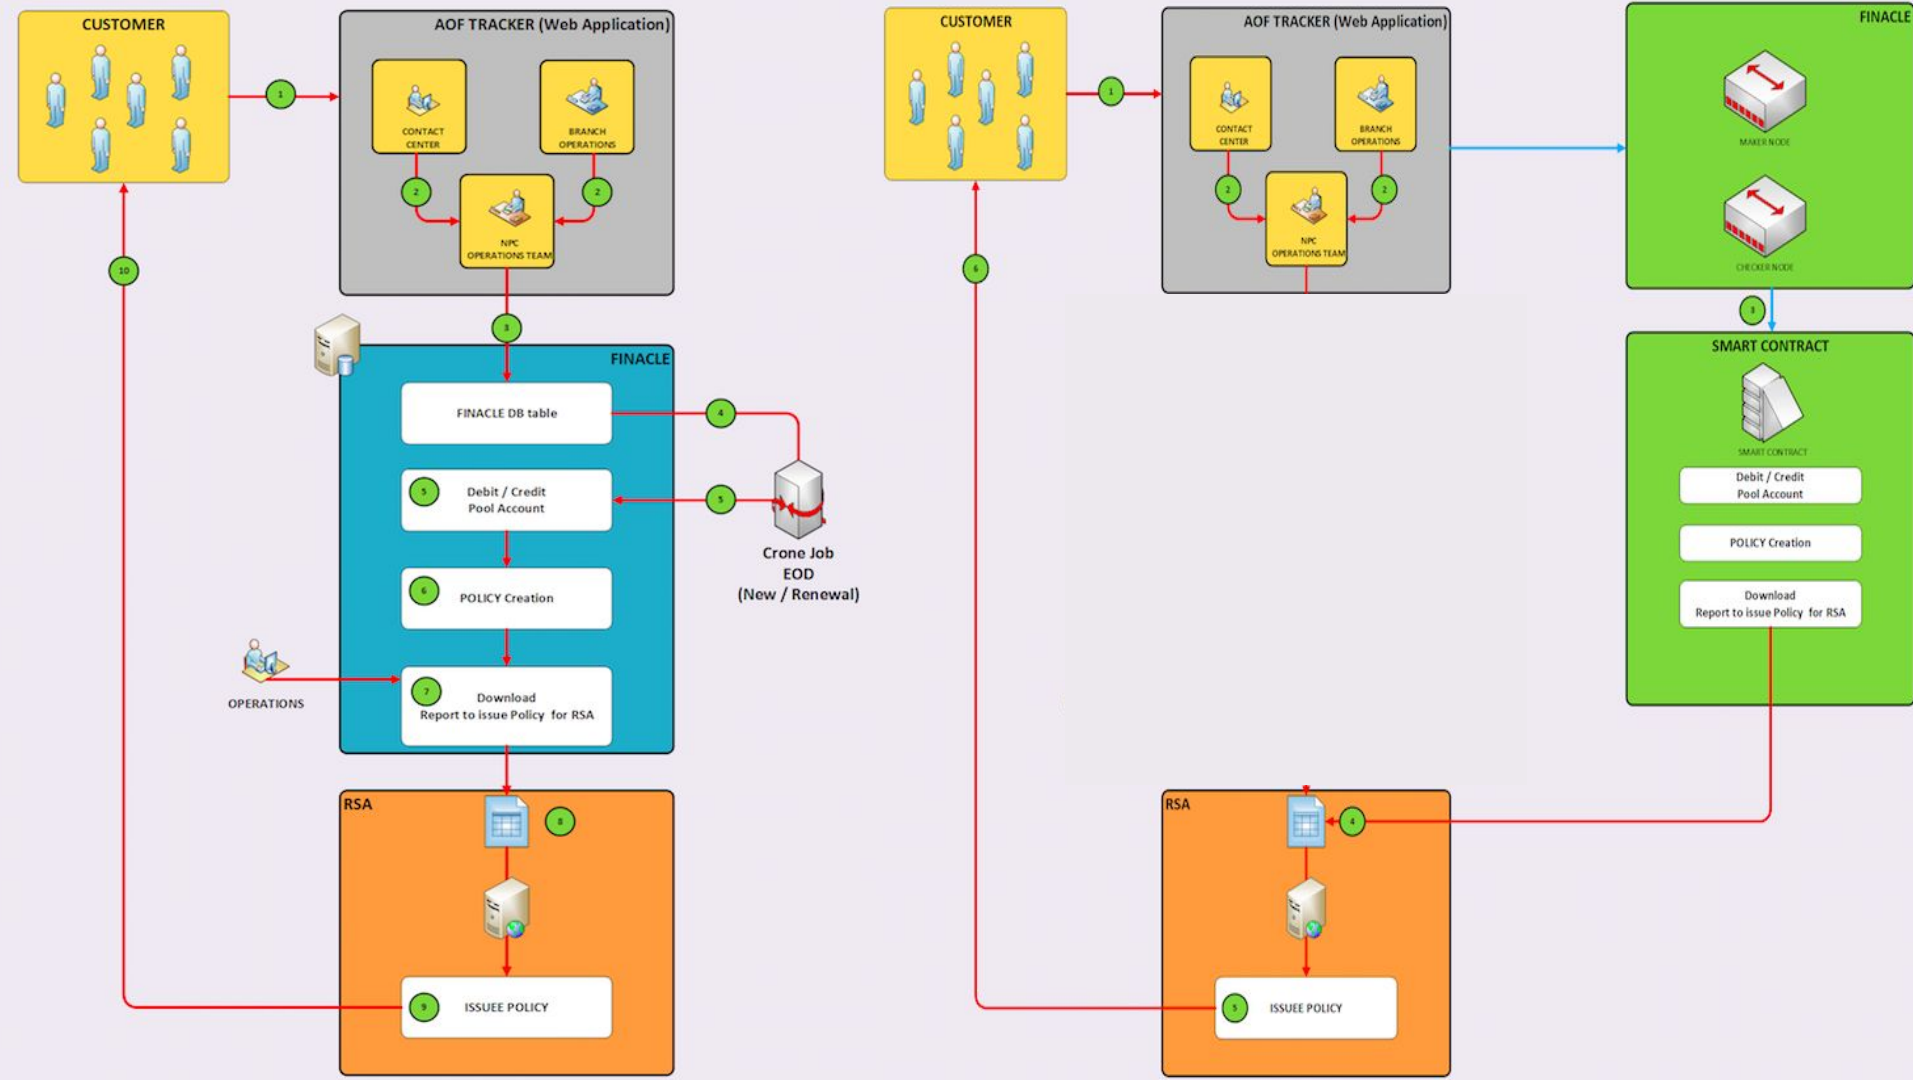 CUSTOMER
1
AOF TRACKER (Web Application)
CONTACT
CENTER
BRANCH
OPERATIONS
2
2
NPC
OPERATIONS TEAM
10
3
FINACLE
FINACLE DB table
4
5
Debit / Credit
Pool Account
5
Crone Job
EOD
(New / Renewal)
6
POLICY Creation
OPERATIONS
7
Download
Report to issue Policy for RSA
RSA
8
9
ISSUEE POLICY
CUSTOMER
1
AOF TRACKER (Web Application)
CONTACT
CENTER
BRANCH
OPERATIONS
2
2
NPC
OPERATIONS TEAM
6
FINACLE
MAKER NODE
CHECKER NODE
3
SMART CONTRACT
SMART CONTRACT
Debit / Credit
Pool Account
POLICY Creation
Download
Report to issue Policy for RSA
RSA
4
5
ISSUEE POLICY